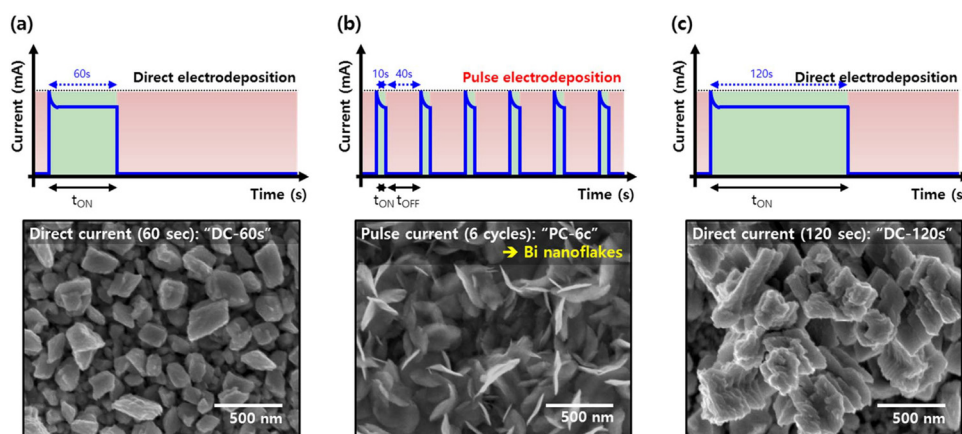 (a)
Current (mA)
60s
Direct electrodeposition
Time (s)
tON
Direct current (60 sec): “DC-60s”
500 nm
(b)
Current (mA)
10s 40s
Pulse electrodeposition
Time (s)
tON tOFF
Pulse current (6 cycles): “PC-6c”
➔ Bi nanoflakes
500 nm
(c)
Current (mA)
120s
Direct electrodeposition
Time (s)
tON
Direct current (120 sec): “DC-120s”
500 nm